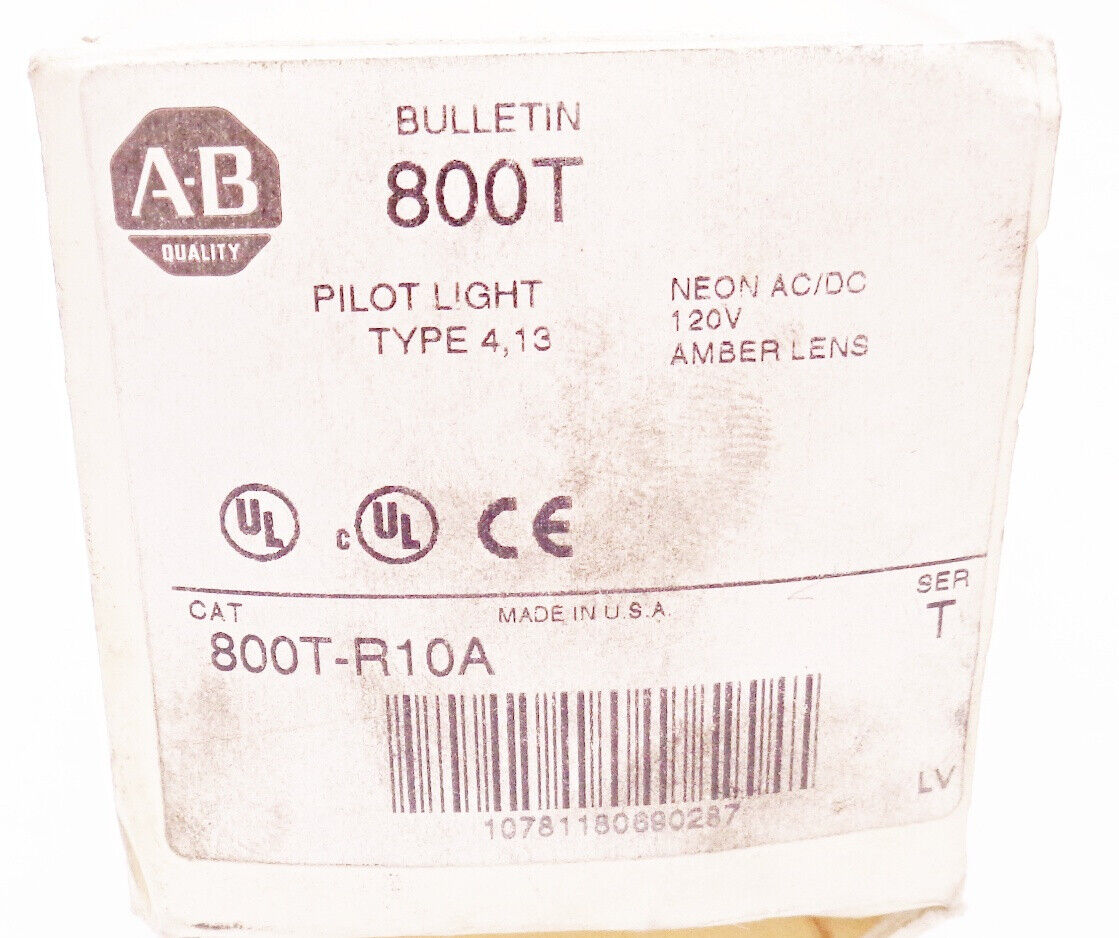 A-B
QUALITY
BULLETIN
800T
PILOT LIGHT
TYPE 4,13
NEON AC/DC
120V
AMBER LENS
UL
c UL CE
CAT
MADE IN U.S.A.
SER
T
800T-R10A
10781180690287
LV